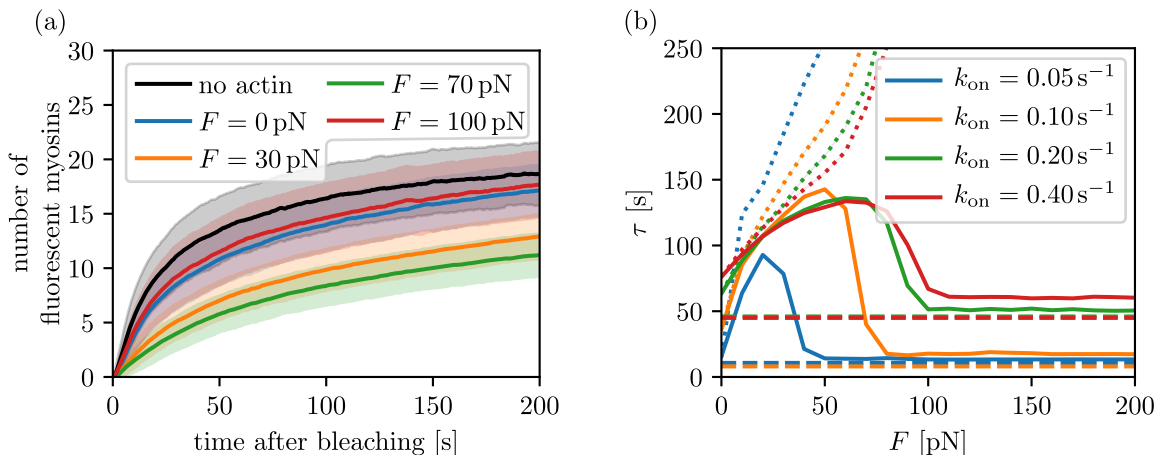 (a)
30
25
20
15
10
5
0
number of
fluorescent myosins
no actin
F = 0 pN
F = 30 pN
F = 70 pN
F = 100 pN
0 50 100 150 200
time after bleaching [s]
(b)
250
200
150
100
50
0
τ [s]
k_on = 0.05 s⁻¹
k_on = 0.10 s⁻¹
k_on = 0.20 s⁻¹
k_on = 0.40 s⁻¹
0 50 100 150 200
F [pN]